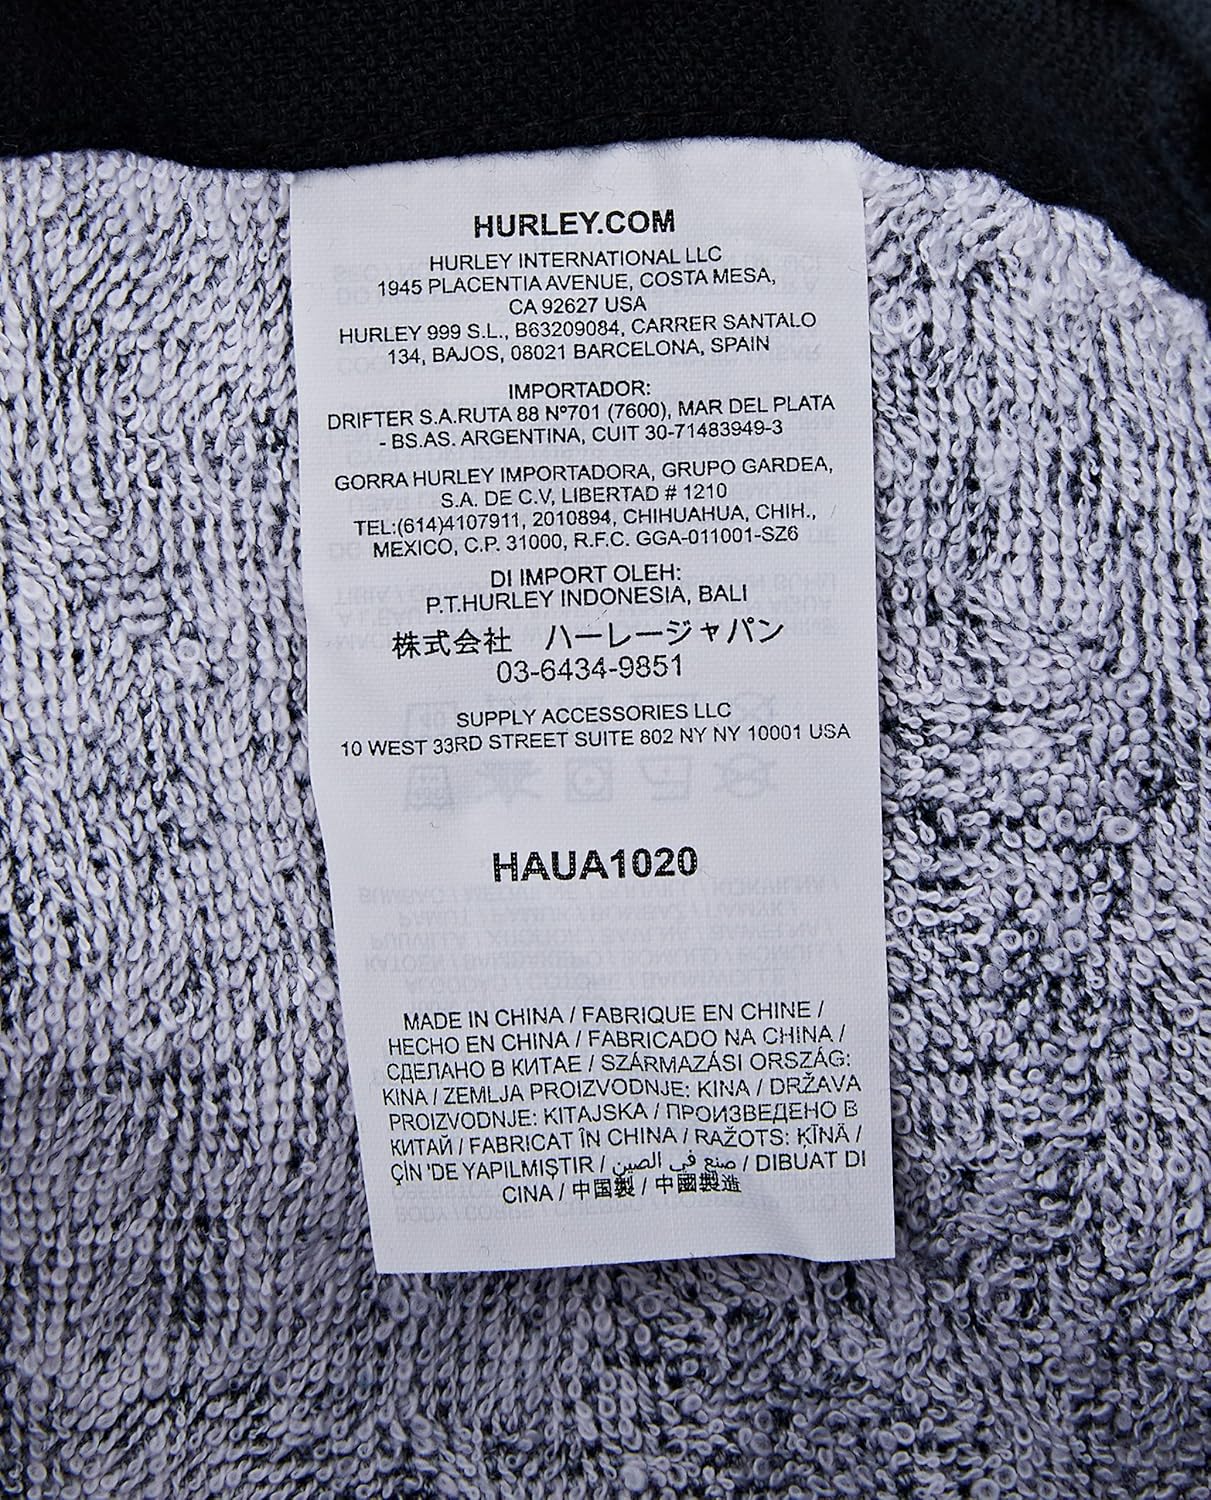 HURLEY.COM
HURLEY INTERNATIONAL LLC
1945 PLACENTIA AVENUE, COSTA MESA,
CA 92627 USA
HURLEY 999 S.L., B63209084, CARRER SANTALO
134, BAJOS, 08021 BARCELONA, SPAIN
IMPORTADOR:
DRIFTER S.A.RUTA 88 Nº701 (7600), MAR DEL PLATA
- BS.AS. ARGENTINA, CUIT 30-71483949-3
GORRA HURLEY IMPORTADORA, GRUPO GARDEA,
S.A. DE C.V, LIBERTAD # 1210
TEL:(614)4107911, 2010894, CHIHUAHUA, CHIH.,
MEXICO, C.P. 31000, R.F.C. GGA-011001-SZ6
DI IMPORT OLEH:
P.T.HURLEY INDONESIA, BALI
株式会社 ハーレージャパン
03-6434-9851
SUPPLY ACCESSORIES LLC
10 WEST 33RD STREET SUITE 802 NY NY 10001 USA
HAUA1020
MADE IN CHINA / FABRIQUE EN CHINE /
HECHO EN CHINA / FABRICADO NA CHINA /
СДЕЛАНО В КИТАЕ / SZÁRMAZÁSI ORSZÁG:
KINA / ZEMLJA PROIZVODNJE: KINA / DRŽAVA
PROIZVODNJE: KITAJSKA / ПРОИЗВЕДЕНО В
КИТАЙ / FABRICAT ÎN CHINA / RAŽOTS: ĶĪNĀ /
ÇİN 'DE YAPILMIŞTIR / صنع في الصين / DIBUAT DI
CINA / 中国製 / 中國製造